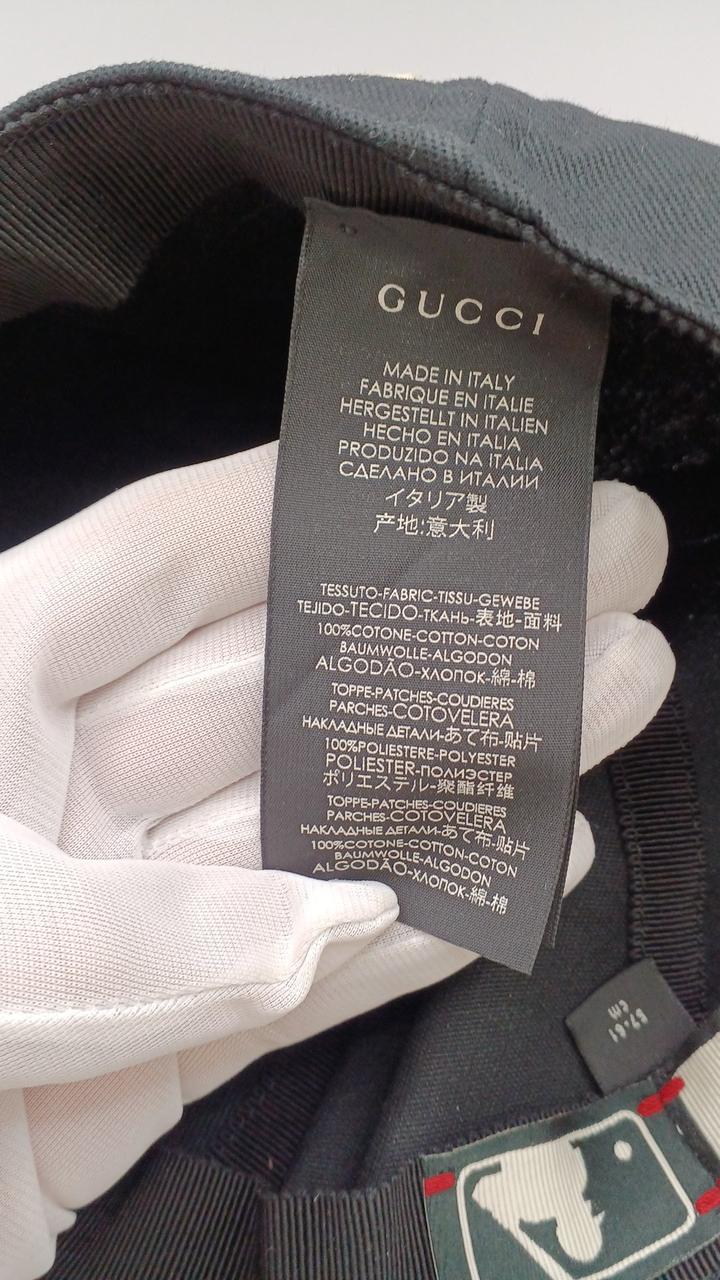 GUCCI
MADE IN ITALY
FABRIQUE EN ITALIE
HERGESTELLT IN ITALIEN
HECHO EN ITALIA
PRODUZIDO NA ITALIA
СДЕЛАНО В ИТАЛИИ
イタリア製
产地:意大利
TESSUTO-FABRIC-TISSU-GEWEBE
TEJIDO-TECIDO-ТКАНЬ-表地-面料
100%COTONE-COTTON-COTON
BAUMWOLLE-ALGODON
ALGODÃO-ХЛОПОК-綿-棉
TOPPE-PATCHES-COUDIERES
PARCHES-COTOVELERA
НАКЛАДНЫЕ ДЕТАЛИ-あて布-贴片
100%POLIESTERE-POLYESTER
POLIESTER-ПОЛИЭСТЕР
ポリエステル-聚酯纤维
TOPPE-PATCHES-COUDIERES
PARCHES-COTOVELERA
НАКЛАДНЫЕ ДЕТАЛИ-あて布-贴片
100%COTONE-COTTON-COTON
BAUMWOLLE-ALGODON
ALGODÃO-ХЛОПОК-綿-棉
57-61
cm